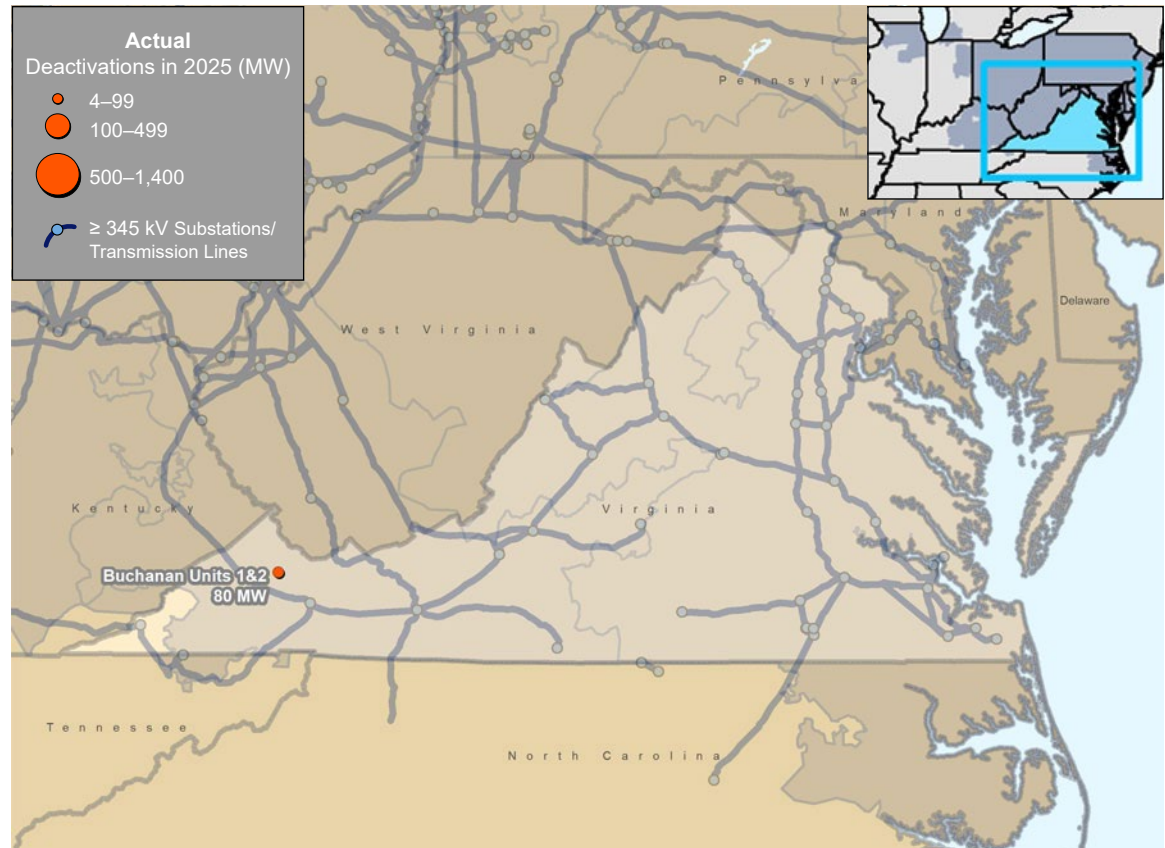 Actual
Deactivations in 2025 (MW)
4–99
100–499
500–1,400
≥ 345 kV Substations/
Transmission Lines
Pennsylva
Maryland
Delaware
West Virginia
Kentucky
Virginia
Buchanan Units 1&2
80 MW
Tennessee
North Carolina